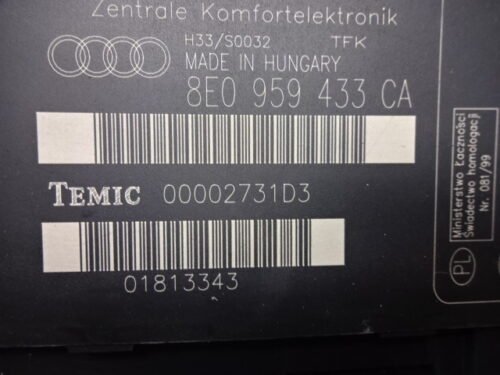 Zentrale Komfortelektronik
H33/S0032 TFK
MADE IN HUNGARY
8E0 959 433 CA
TEMIC 00002731D3
01813343
Ministerstwo Łączności
Świadectwo homologacji
Nr. 081/99
PL